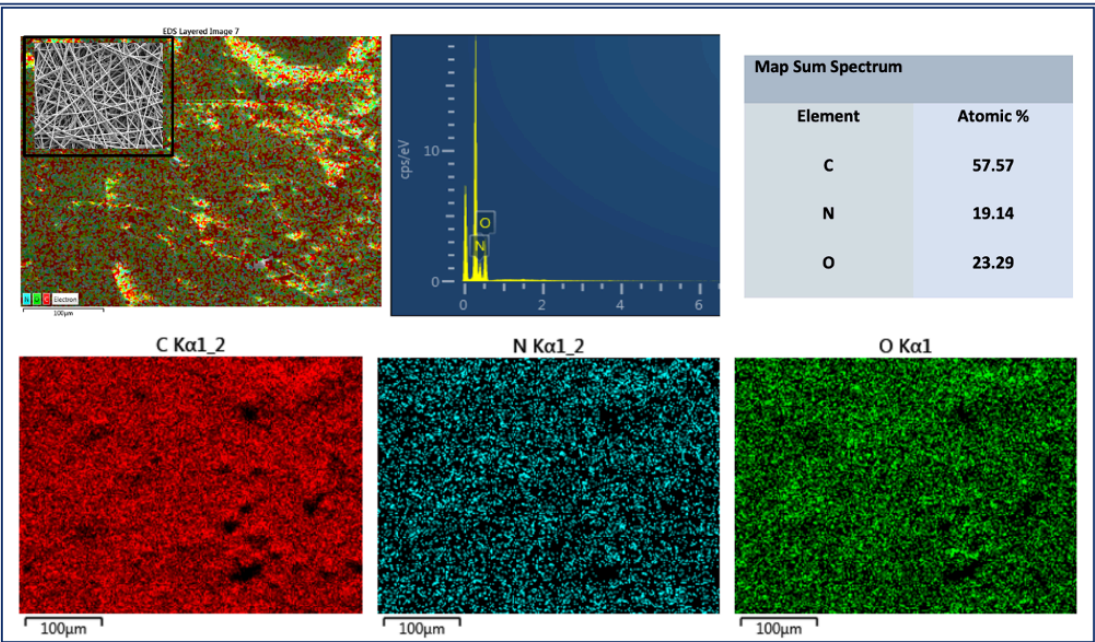 EDS Layered Image 7
N O C Electron
100µm
cps/eV
10
0
O
N
0 2 4 6
Map Sum Spectrum
Element Atomic %
C 57.57
N 19.14
O 23.29
C Kα1_2
100µm
N Kα1_2
100µm
O Kα1
100µm